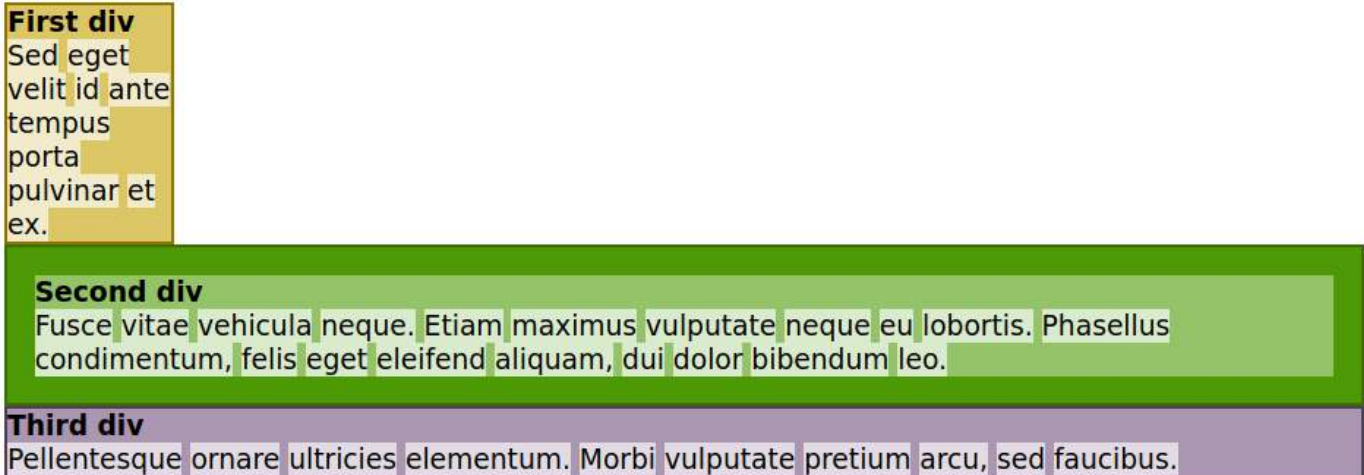 First div
Sed eget
velit id ante
tempus
porta
pulvinar et
ex.
Second div
Fusce vitae vehicula neque. Etiam maximus vulputate neque eu lobortis. Phasellus
condimentum, felis eget eleifend aliquam, dui dolor bibendum leo.
Third div
Pellentesque ornare ultricies elementum. Morbi vulputate pretium arcu, sed faucibus.